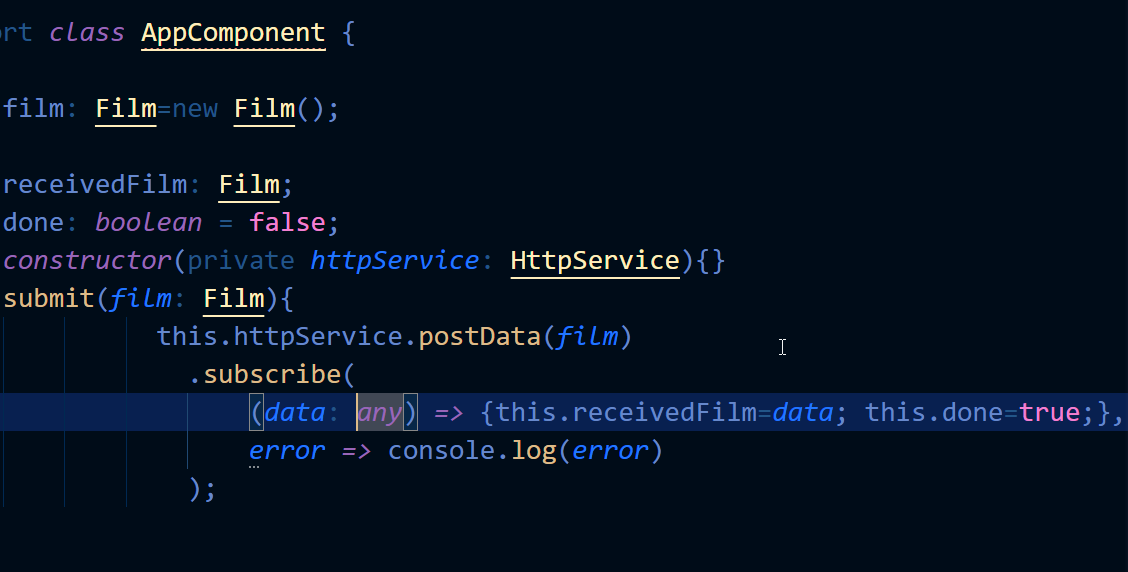 ort class AppComponent {
film: Film=new Film();
receivedFilm: Film;
done: boolean = false;
constructor(private httpService: HttpService){}
submit(film: Film){
this.httpService.postData(film)
.subscribe(
(data: any) => {this.receivedFilm=data; this.done=true;},
error => console.log(error)
);